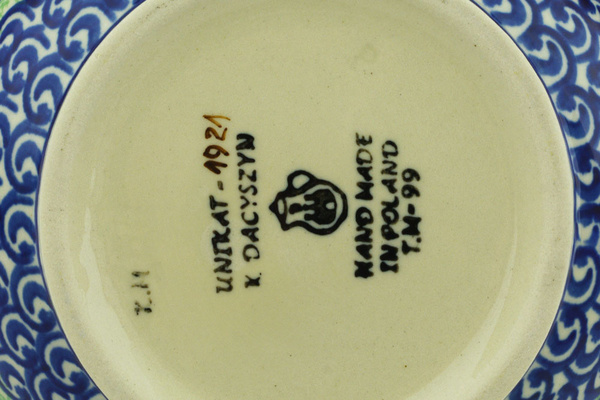 K.M
UNIKAT - 1921
K DACYSZYN
HAND MADE
IN POLAND
T.M-99